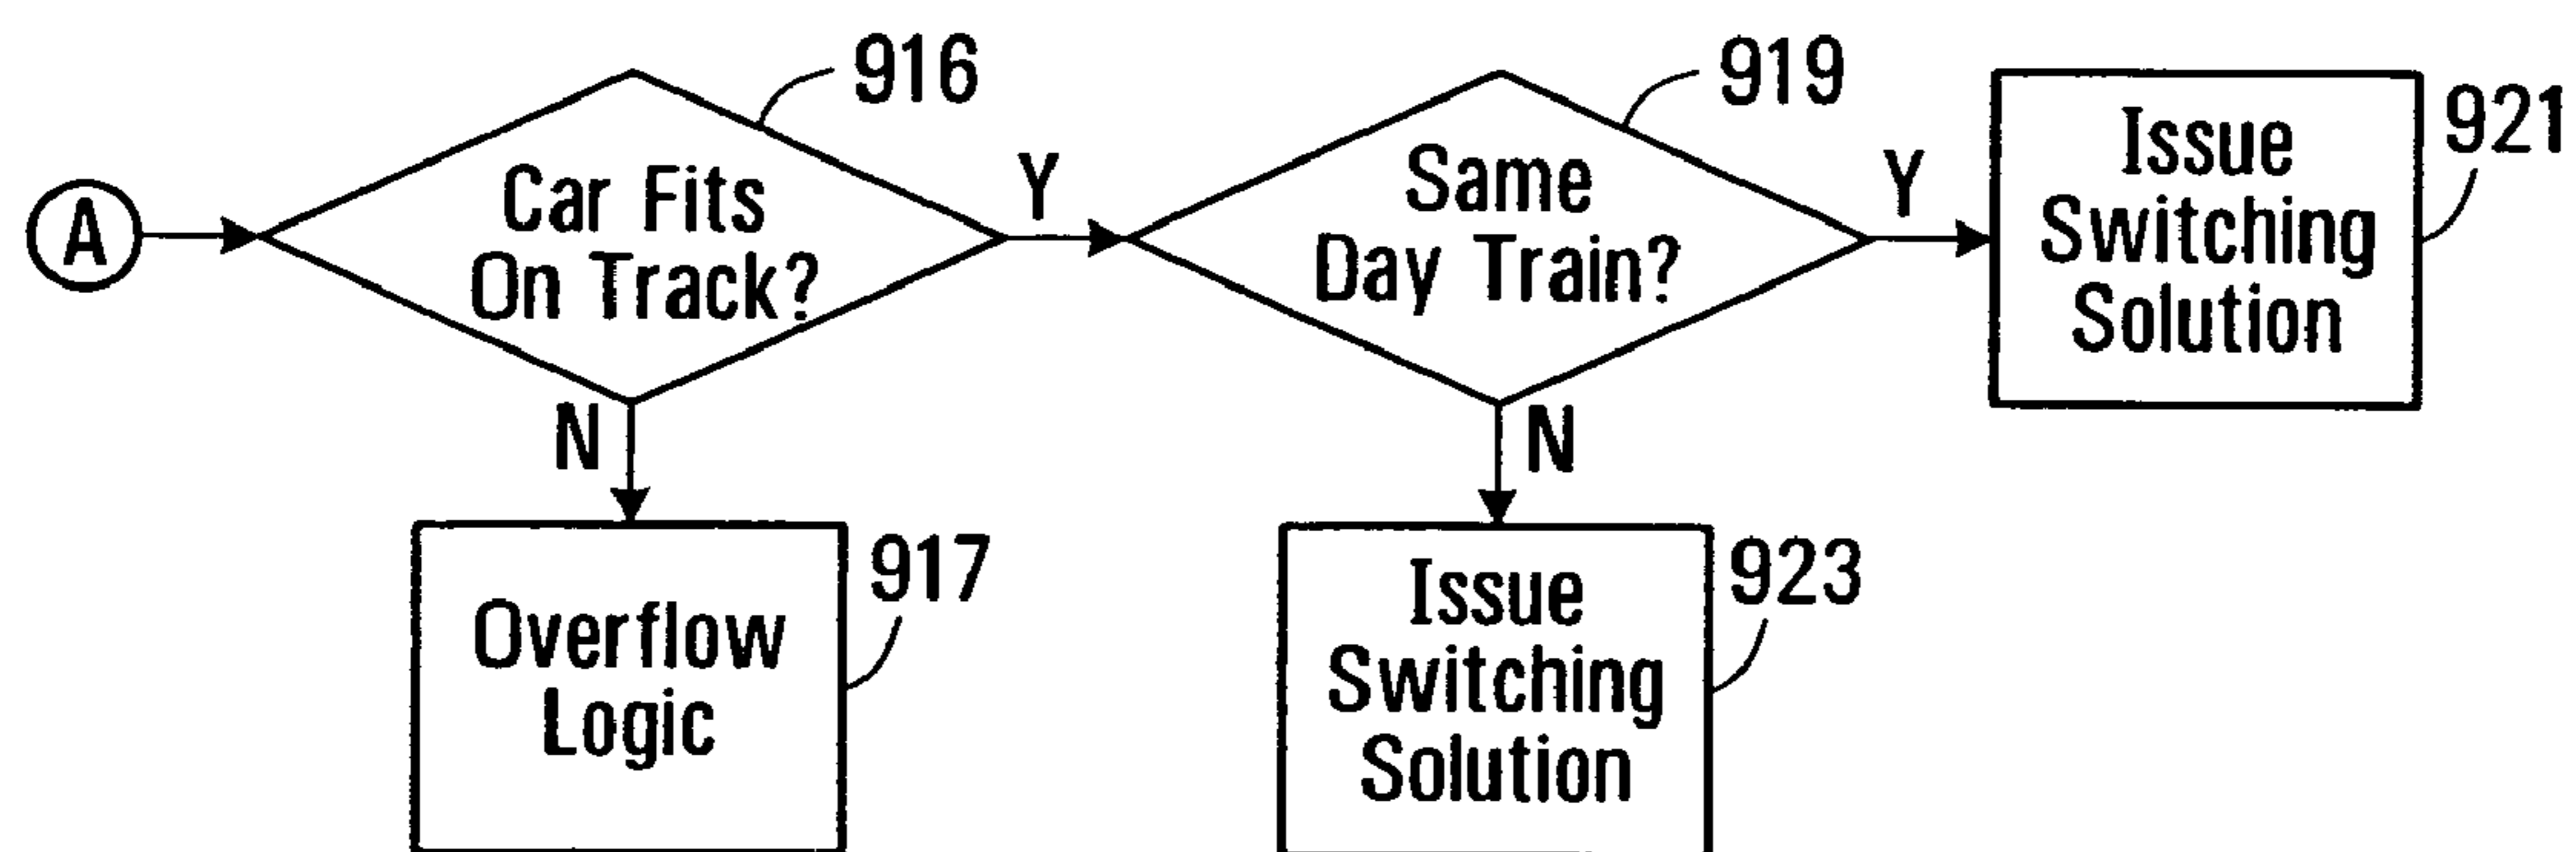 A
916
Car Fits
On Track?
Y
N
917
Overflow
Logic
919
Same
Day Train?
Y
N
921
Issue
Switching
Solution
923
Issue
Switching
Solution